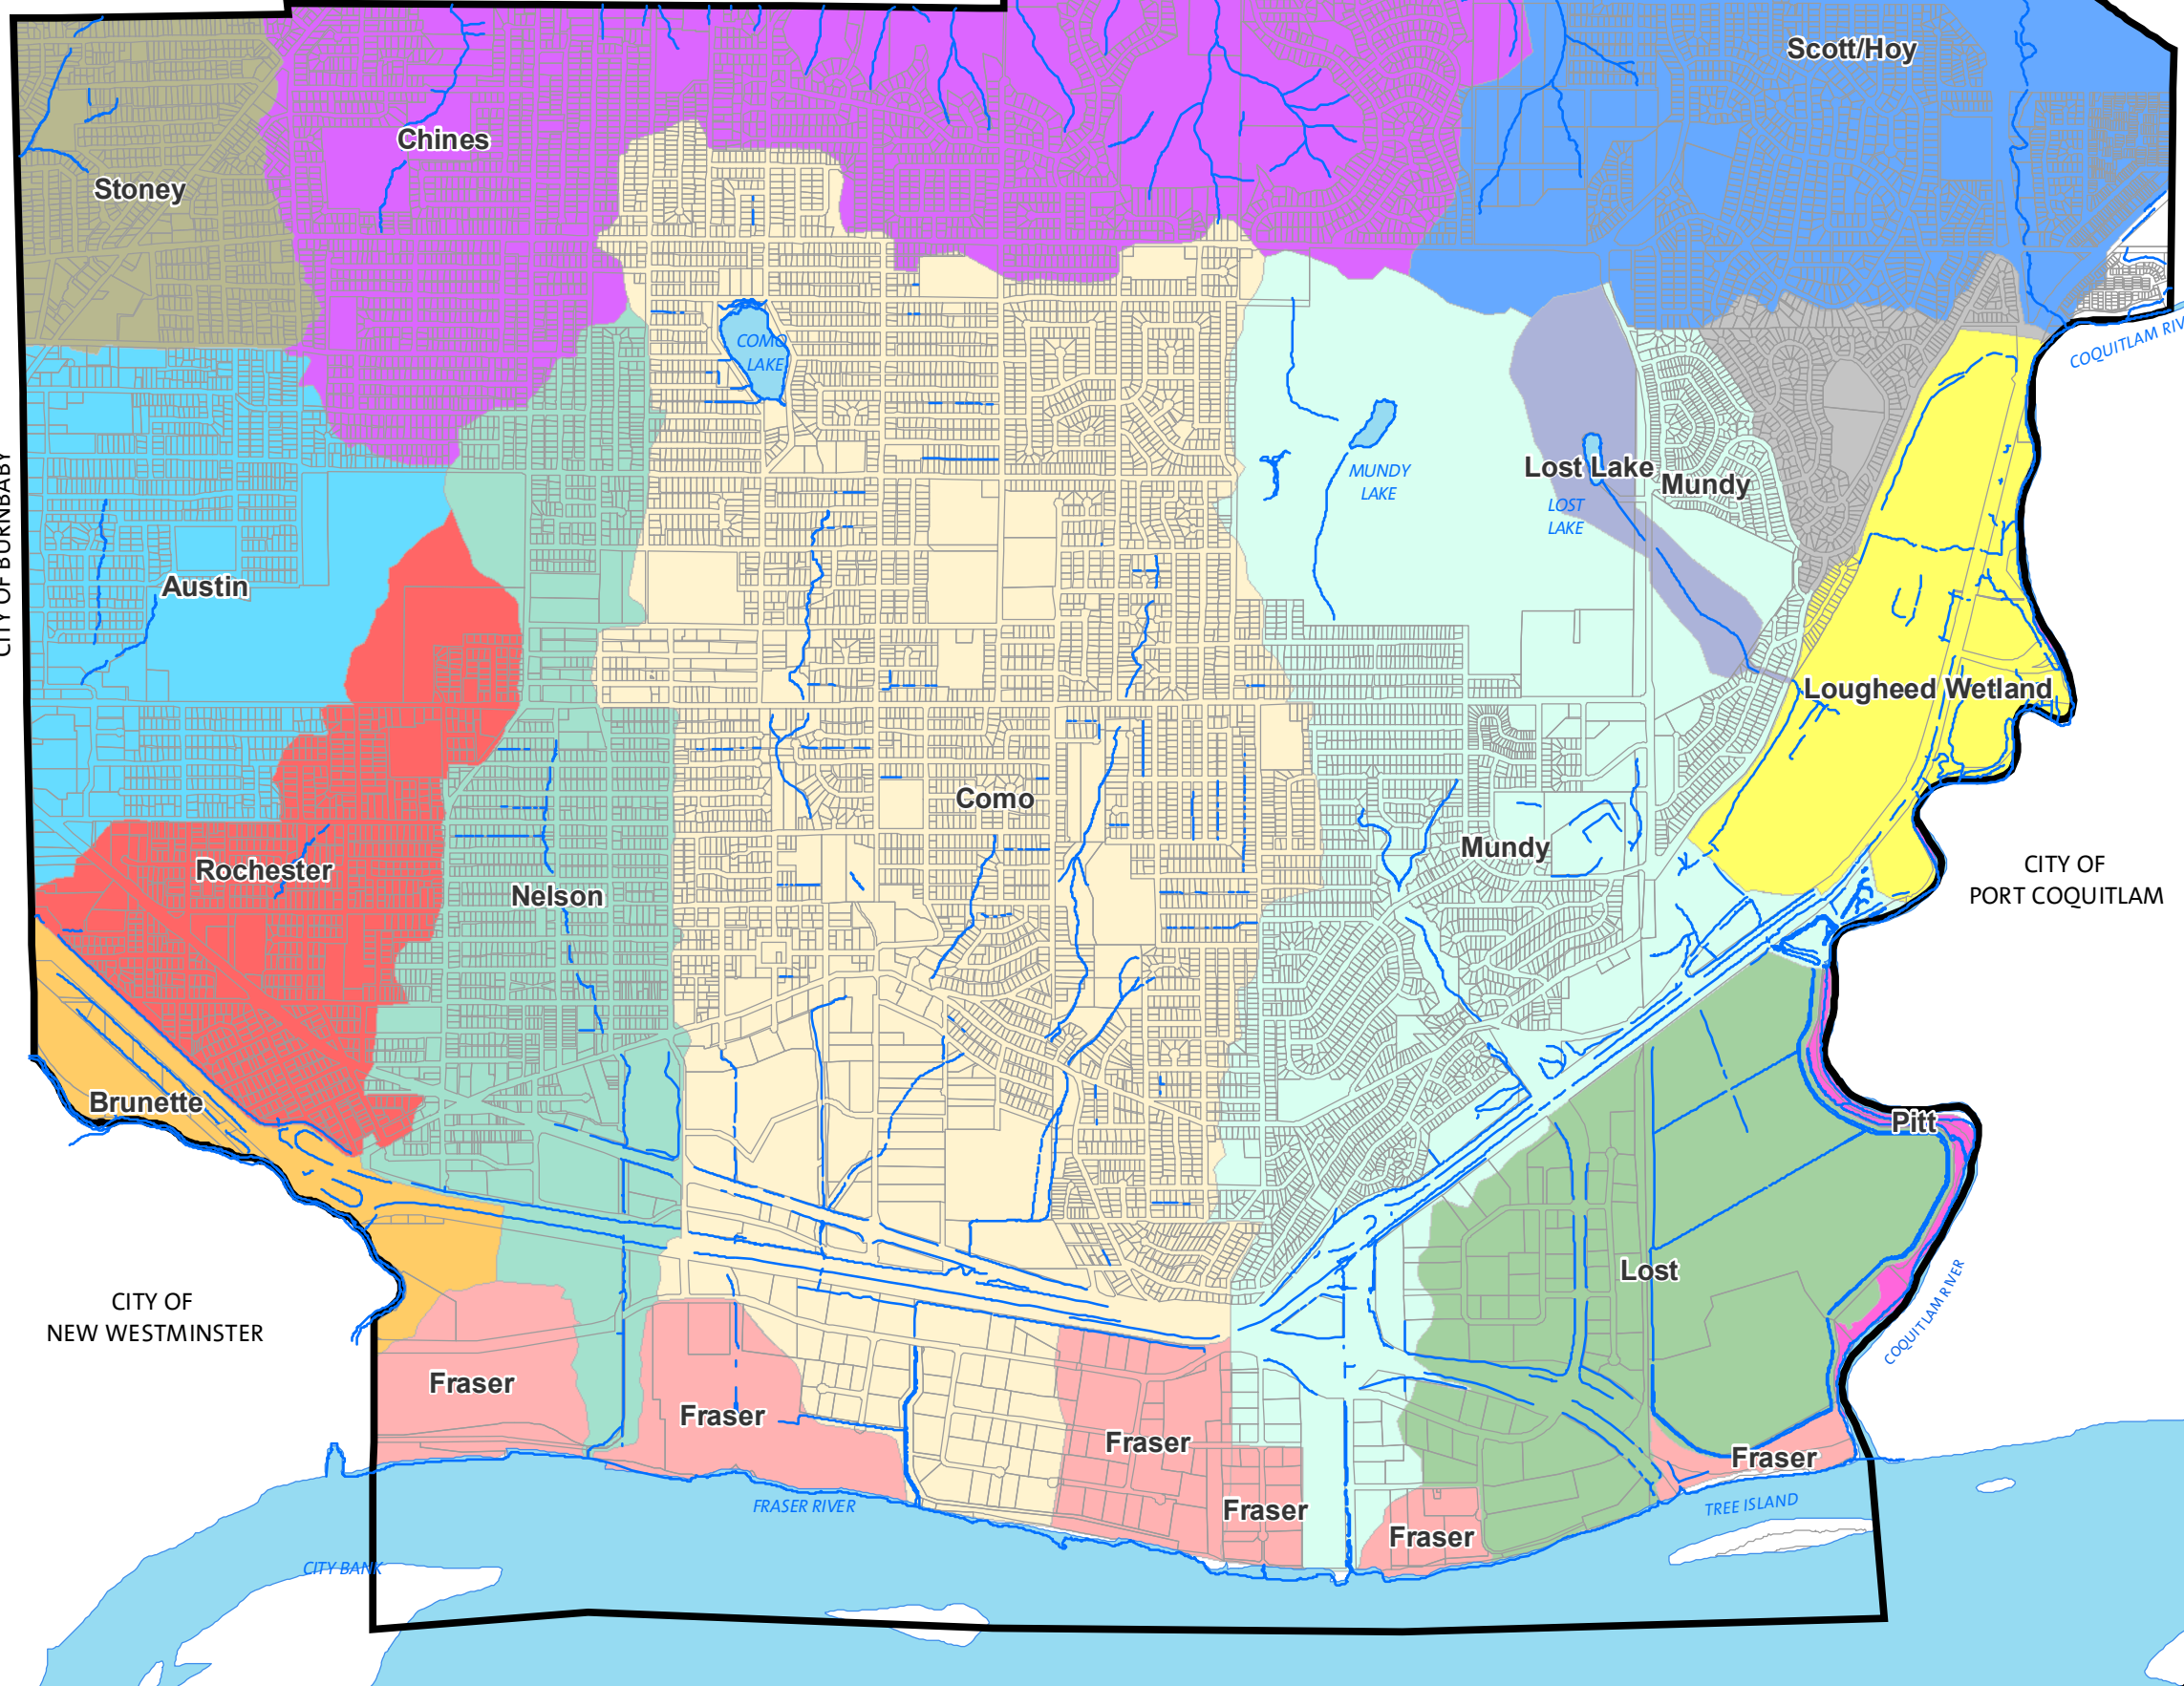 Scott/Hoy
Chines
Stoney
COQUITLAM RIV
COMO
LAKE
CITY OF BURNABY
Lost Lake
MUNDY
LAKE
Mundy
LOST
LAKE
Austin
Lougheed Wetland
Como
Mundy
CITY OF
PORT COQUITLAM
Rochester
Nelson
Brunette
Pitt
Lost
CITY OF
NEW WESTMINSTER
COQUITLAM RIVER
Fraser
Fraser
Fraser
Fraser
Fraser
Fraser
FRASER RIVER
TREE ISLAND
CITY BANK